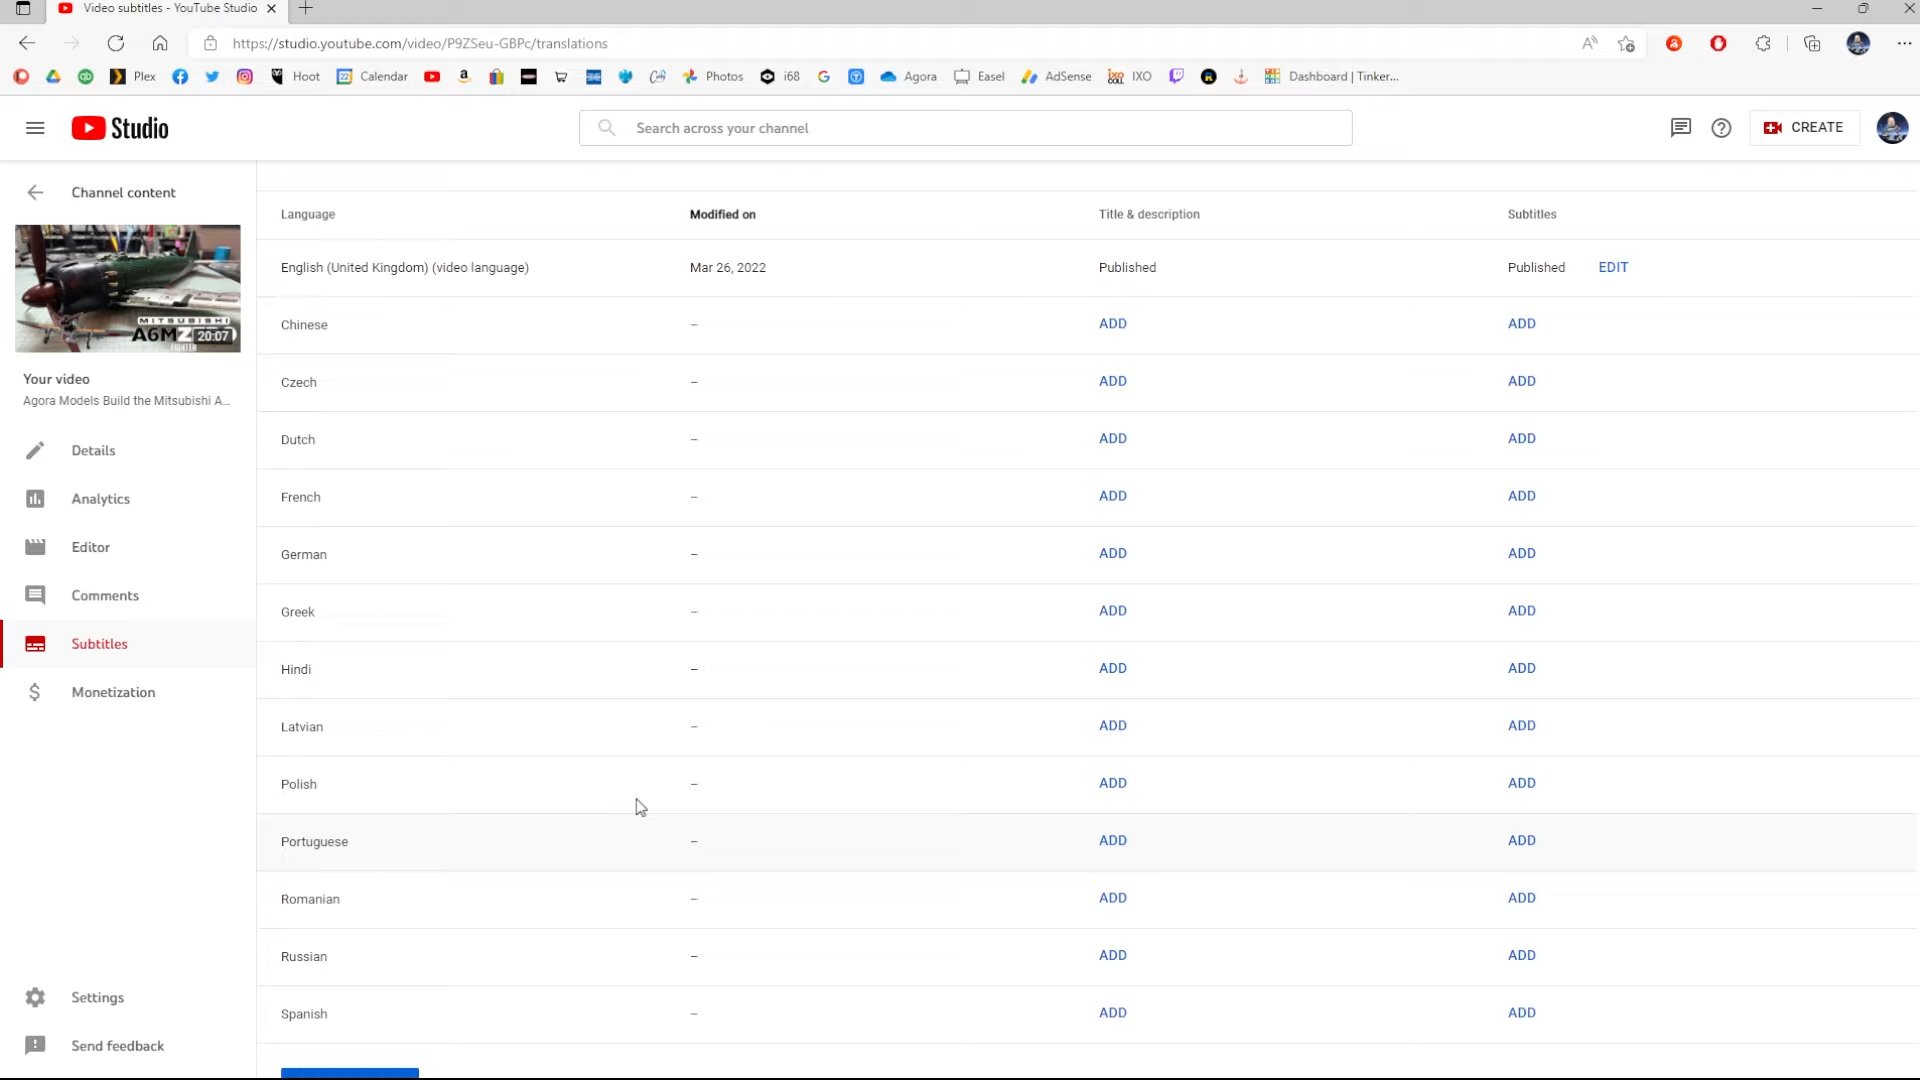 Video subtitles - YouTube Studio
https://studio.youtube.com/video/P9ZSeu-GBPc/translations
Plex
Hoot
22
Calendar
Photos
i68
Agora
Easel
AdSense
IXO
Dashboard | Tinker...
Studio
Search across your channel
CREATE
Channel content
MITSUBISHI
A6MZ
20:07
FIGHTER
Your video
Agora Models Build the Mitsubishi A...
Details
Analytics
Editor
Comments
Subtitles
Monetization
Settings
Send feedback
Language Modified on Title & description Subtitles
English (United Kingdom) (video language) Mar 26, 2022 Published Published EDIT
Chinese – ADD ADD
Czech – ADD ADD
Dutch – ADD ADD
French – ADD ADD
German – ADD ADD
Greek – ADD ADD
Hindi – ADD ADD
Latvian – ADD ADD
Polish – ADD ADD
Portuguese – ADD ADD
Romanian – ADD ADD
Russian – ADD ADD
Spanish – ADD ADD